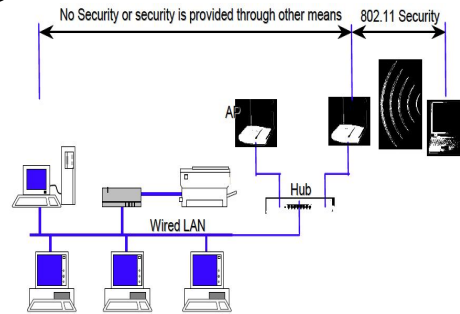 No Security or security is provided through other means
802.11 Security
AP
Hub
Wired LAN